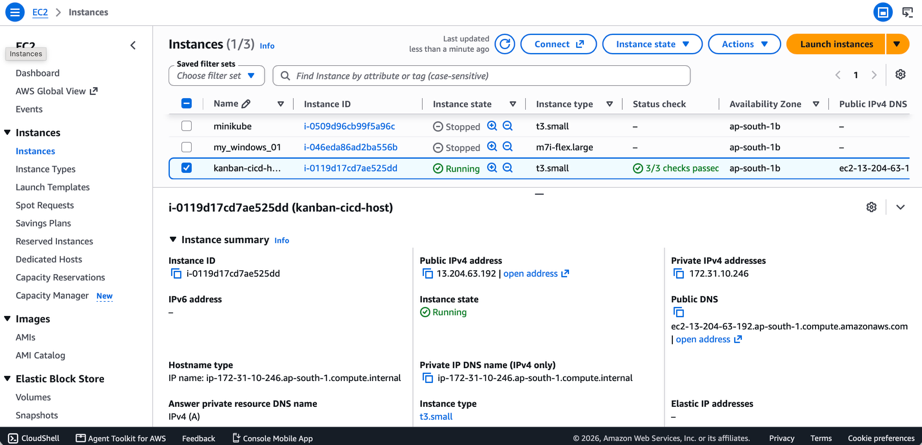 EC2 > Instances
EC2
Instances
Dashboard
AWS Global View
Events
Instances
Instances
Instance Types
Launch Templates
Spot Requests
Savings Plans
Reserved Instances
Dedicated Hosts
Capacity Reservations
Capacity Manager New
Images
AMIs
AMI Catalog
Elastic Block Store
Volumes
Snapshots
Instances (1/3) Info
Last updated
less than a minute ago
Connect
Instance state
Actions
Launch instances
Saved filter sets
Choose filter set
Find Instance by attribute or tag (case-sensitive)
1
Name Instance ID Instance state Instance type Status check Availability Zone Public IPv4 DNS
minikube i-0509d96cb99f5a96c Stopped t3.small – ap-south-1b –
my_windows_01 i-046eda86ad2ba556b Stopped m7i-flex.large – ap-south-1b –
kanban-cicd-h... i-0119d17cd7ae525dd Running t3.small 3/3 checks passed ap-south-1b ec2-13-204-63-1
i-0119d17cd7ae525dd (kanban-cicd-host)
Instance summary Info
Instance ID
i-0119d17cd7ae525dd
Public IPv4 address
13.204.63.192 | open address
Private IPv4 addresses
172.31.10.246
IPv6 address
–
Instance state
Running
Public DNS
ec2-13-204-63-192.ap-south-1.compute.amazonaws.com
| open address
Hostname type
IP name: ip-172-31-10-246.ap-south-1.compute.internal
Private IP DNS name (IPv4 only)
ip-172-31-10-246.ap-south-1.compute.internal
Answer private resource DNS name
IPv4 (A)
Instance type
t3.small
Elastic IP addresses
–
CloudShell Agent Toolkit for AWS Feedback Console Mobile App © 2026, Amazon Web Services, Inc. or its affiliates. Privacy Terms Cookie preferences